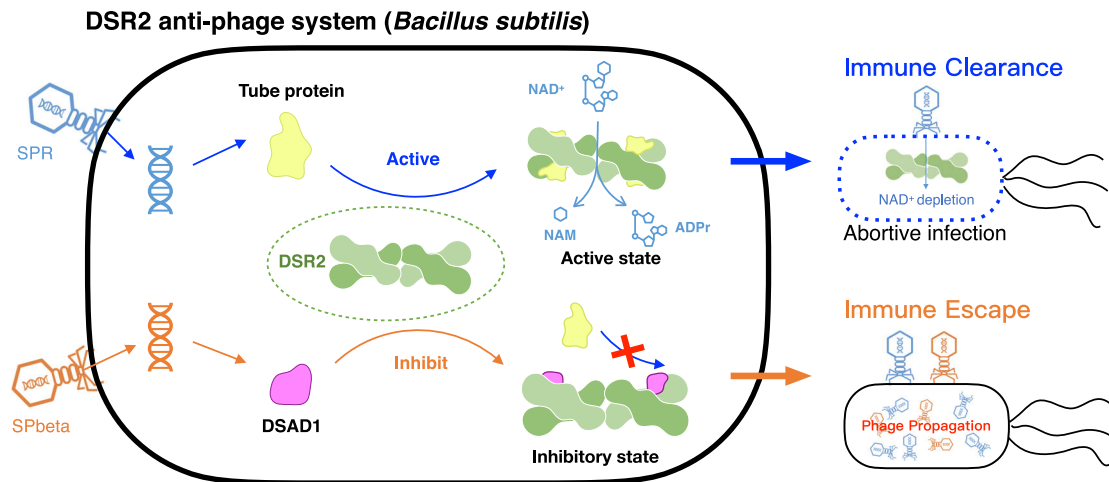 DSR2 anti-phage system (Bacillus subtilis)
SPR
Tube protein
Active
NAD⁺
NAM
ADPr
Active state
DSR2
SPbeta
DSAD1
Inhibit
Inhibitory state
Immune Clearance
NAD⁺ depletion
Abortive infection
Immune Escape
Phage Propagation